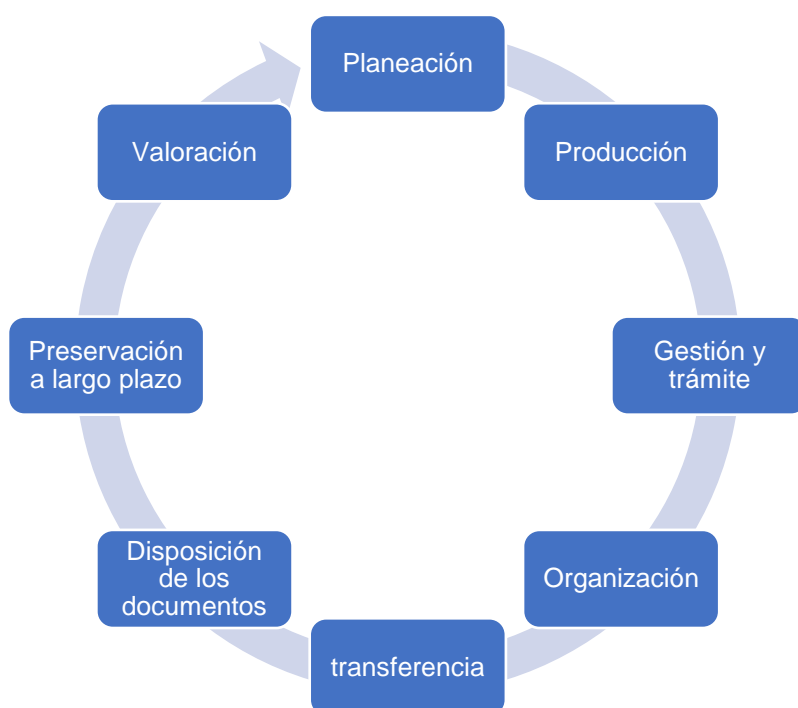 Planeación
Producción
Gestión y
trámite
Organización
transferencia
Disposición
de los
documentos
Preservación
a largo plazo
Valoración